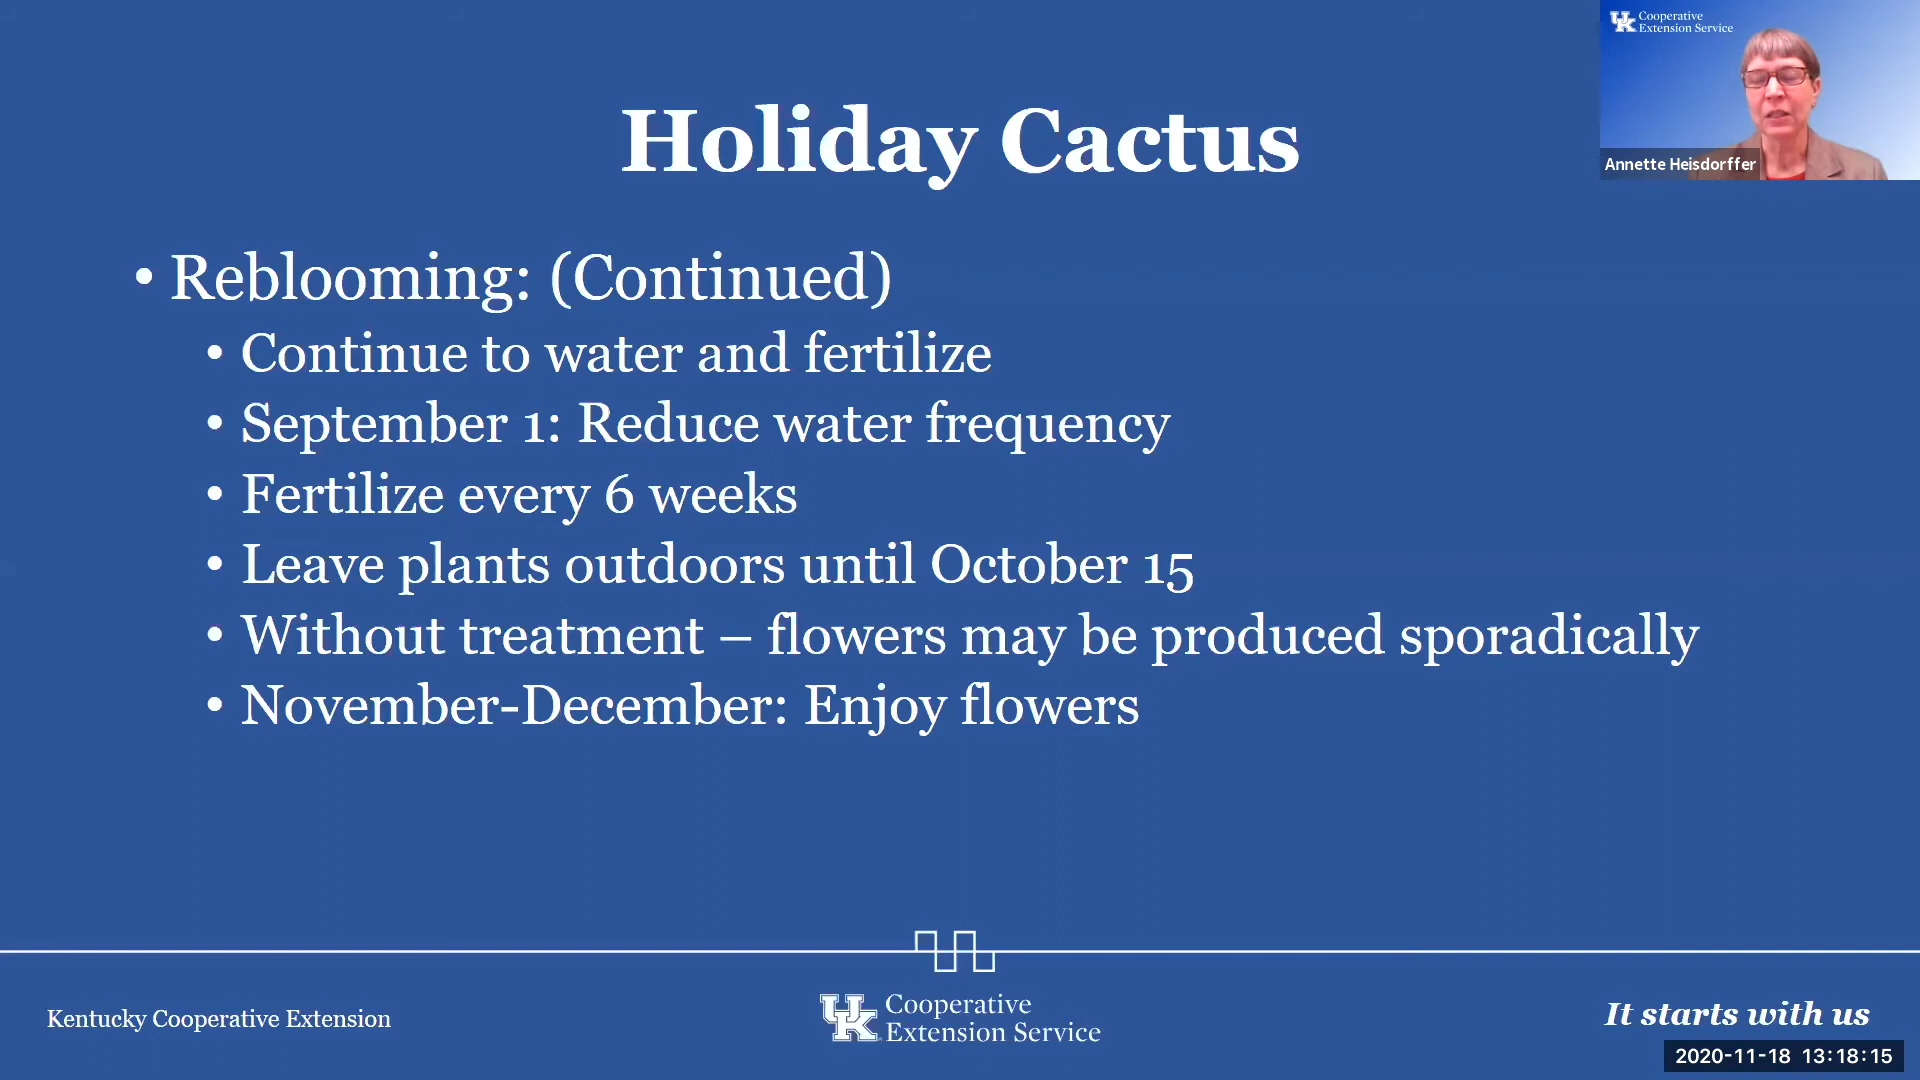 UK Cooperative
Extension Service
Annette Heisdorffer
Holiday Cactus
• Reblooming: (Continued)
• Continue to water and fertilize
• September 1: Reduce water frequency
• Fertilize every 6 weeks
• Leave plants outdoors until October 15
• Without treatment – flowers may be produced sporadically
• November-December: Enjoy flowers
Kentucky Cooperative Extension
UK Cooperative
Extension Service
It starts with us
2020-11-18 13:18:15